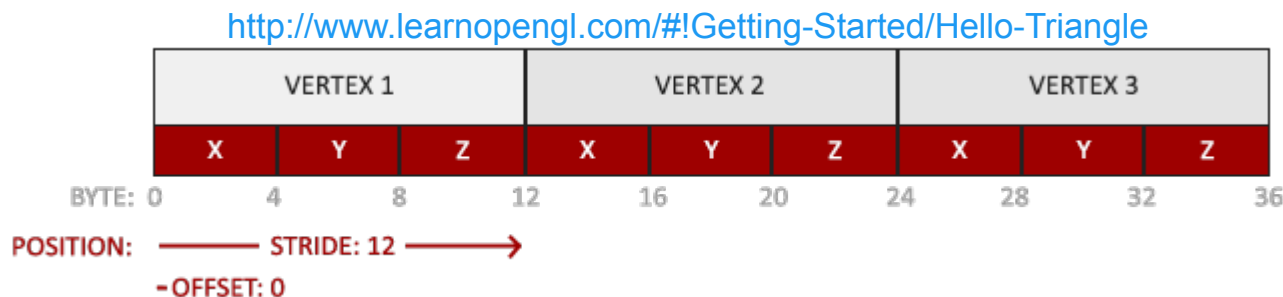 http://www.learnopengl.com/#!Getting-Started/Hello-Triangle
VERTEX 1 VERTEX 2 VERTEX 3
X Y Z X Y Z X Y Z
BYTE: 0 4 8 12 16 20 24 28 32 36
POSITION: STRIDE: 12
-OFFSET: 0